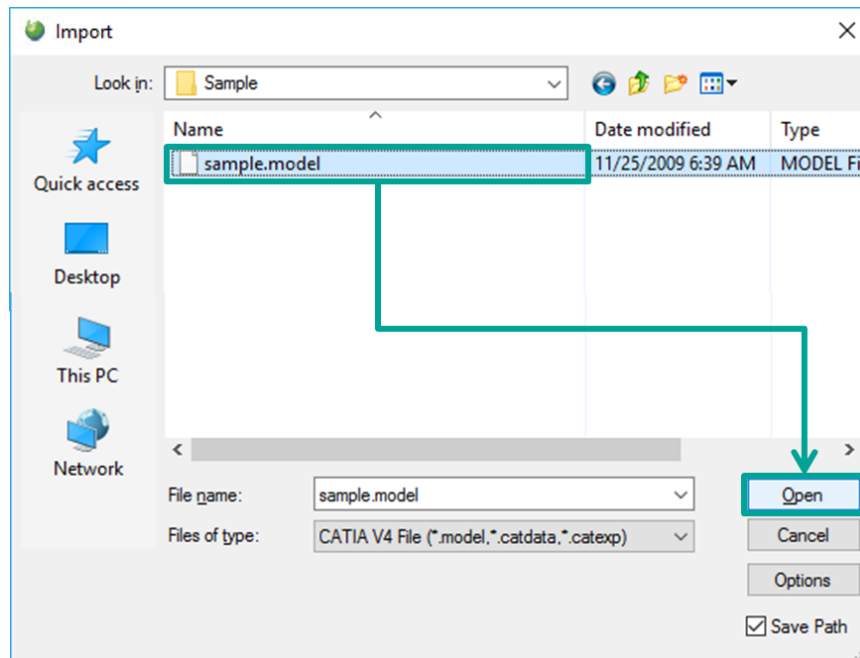 Import
Look in: Sample
Name Date modified Type
sample.model 11/25/2009 6:39 AM MODEL Fi
Quick access
Desktop
This PC
Network
File name: sample.model Open
Files of type: CATIA V4 File (*.model,*.catdata,*.catexp) Cancel
Options
Save Path